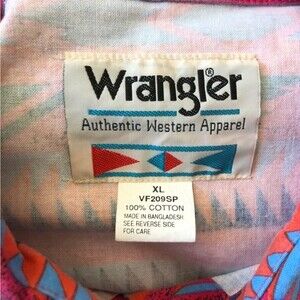 Wrangler®
Authentic Western Apparel
XL
VF209SP
100% COTTON
MADE IN BANGLADESH
SEE REVERSE SIDE
FOR CARE